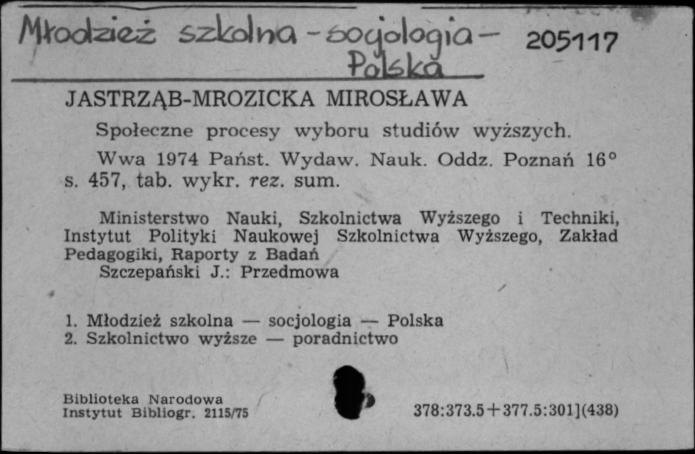 Młodzież szkolna - socjologia - 205117
Polska
JASTRZĄB-MROZICKA MIROSŁAWA
Społeczne procesy wyboru studiów wyższych.
Wwa 1974 Państ. Wydaw. Nauk. Oddz. Poznań 16°
s. 457, tab. wykr. rez. sum.
Ministerstwo Nauki, Szkolnictwa Wyższego i Techniki,
Instytut Polityki Naukowej Szkolnictwa Wyższego, Zakład
Pedagogiki, Raporty z Badań
Szczepański J.: Przedmowa
1. Młodzież szkolna — socjologia — Polska
2. Szkolnictwo wyższe — poradnictwo
Biblioteka Narodowa
Instytut Bibliogr. 2115/75
378:373.5+377.5:301](438)